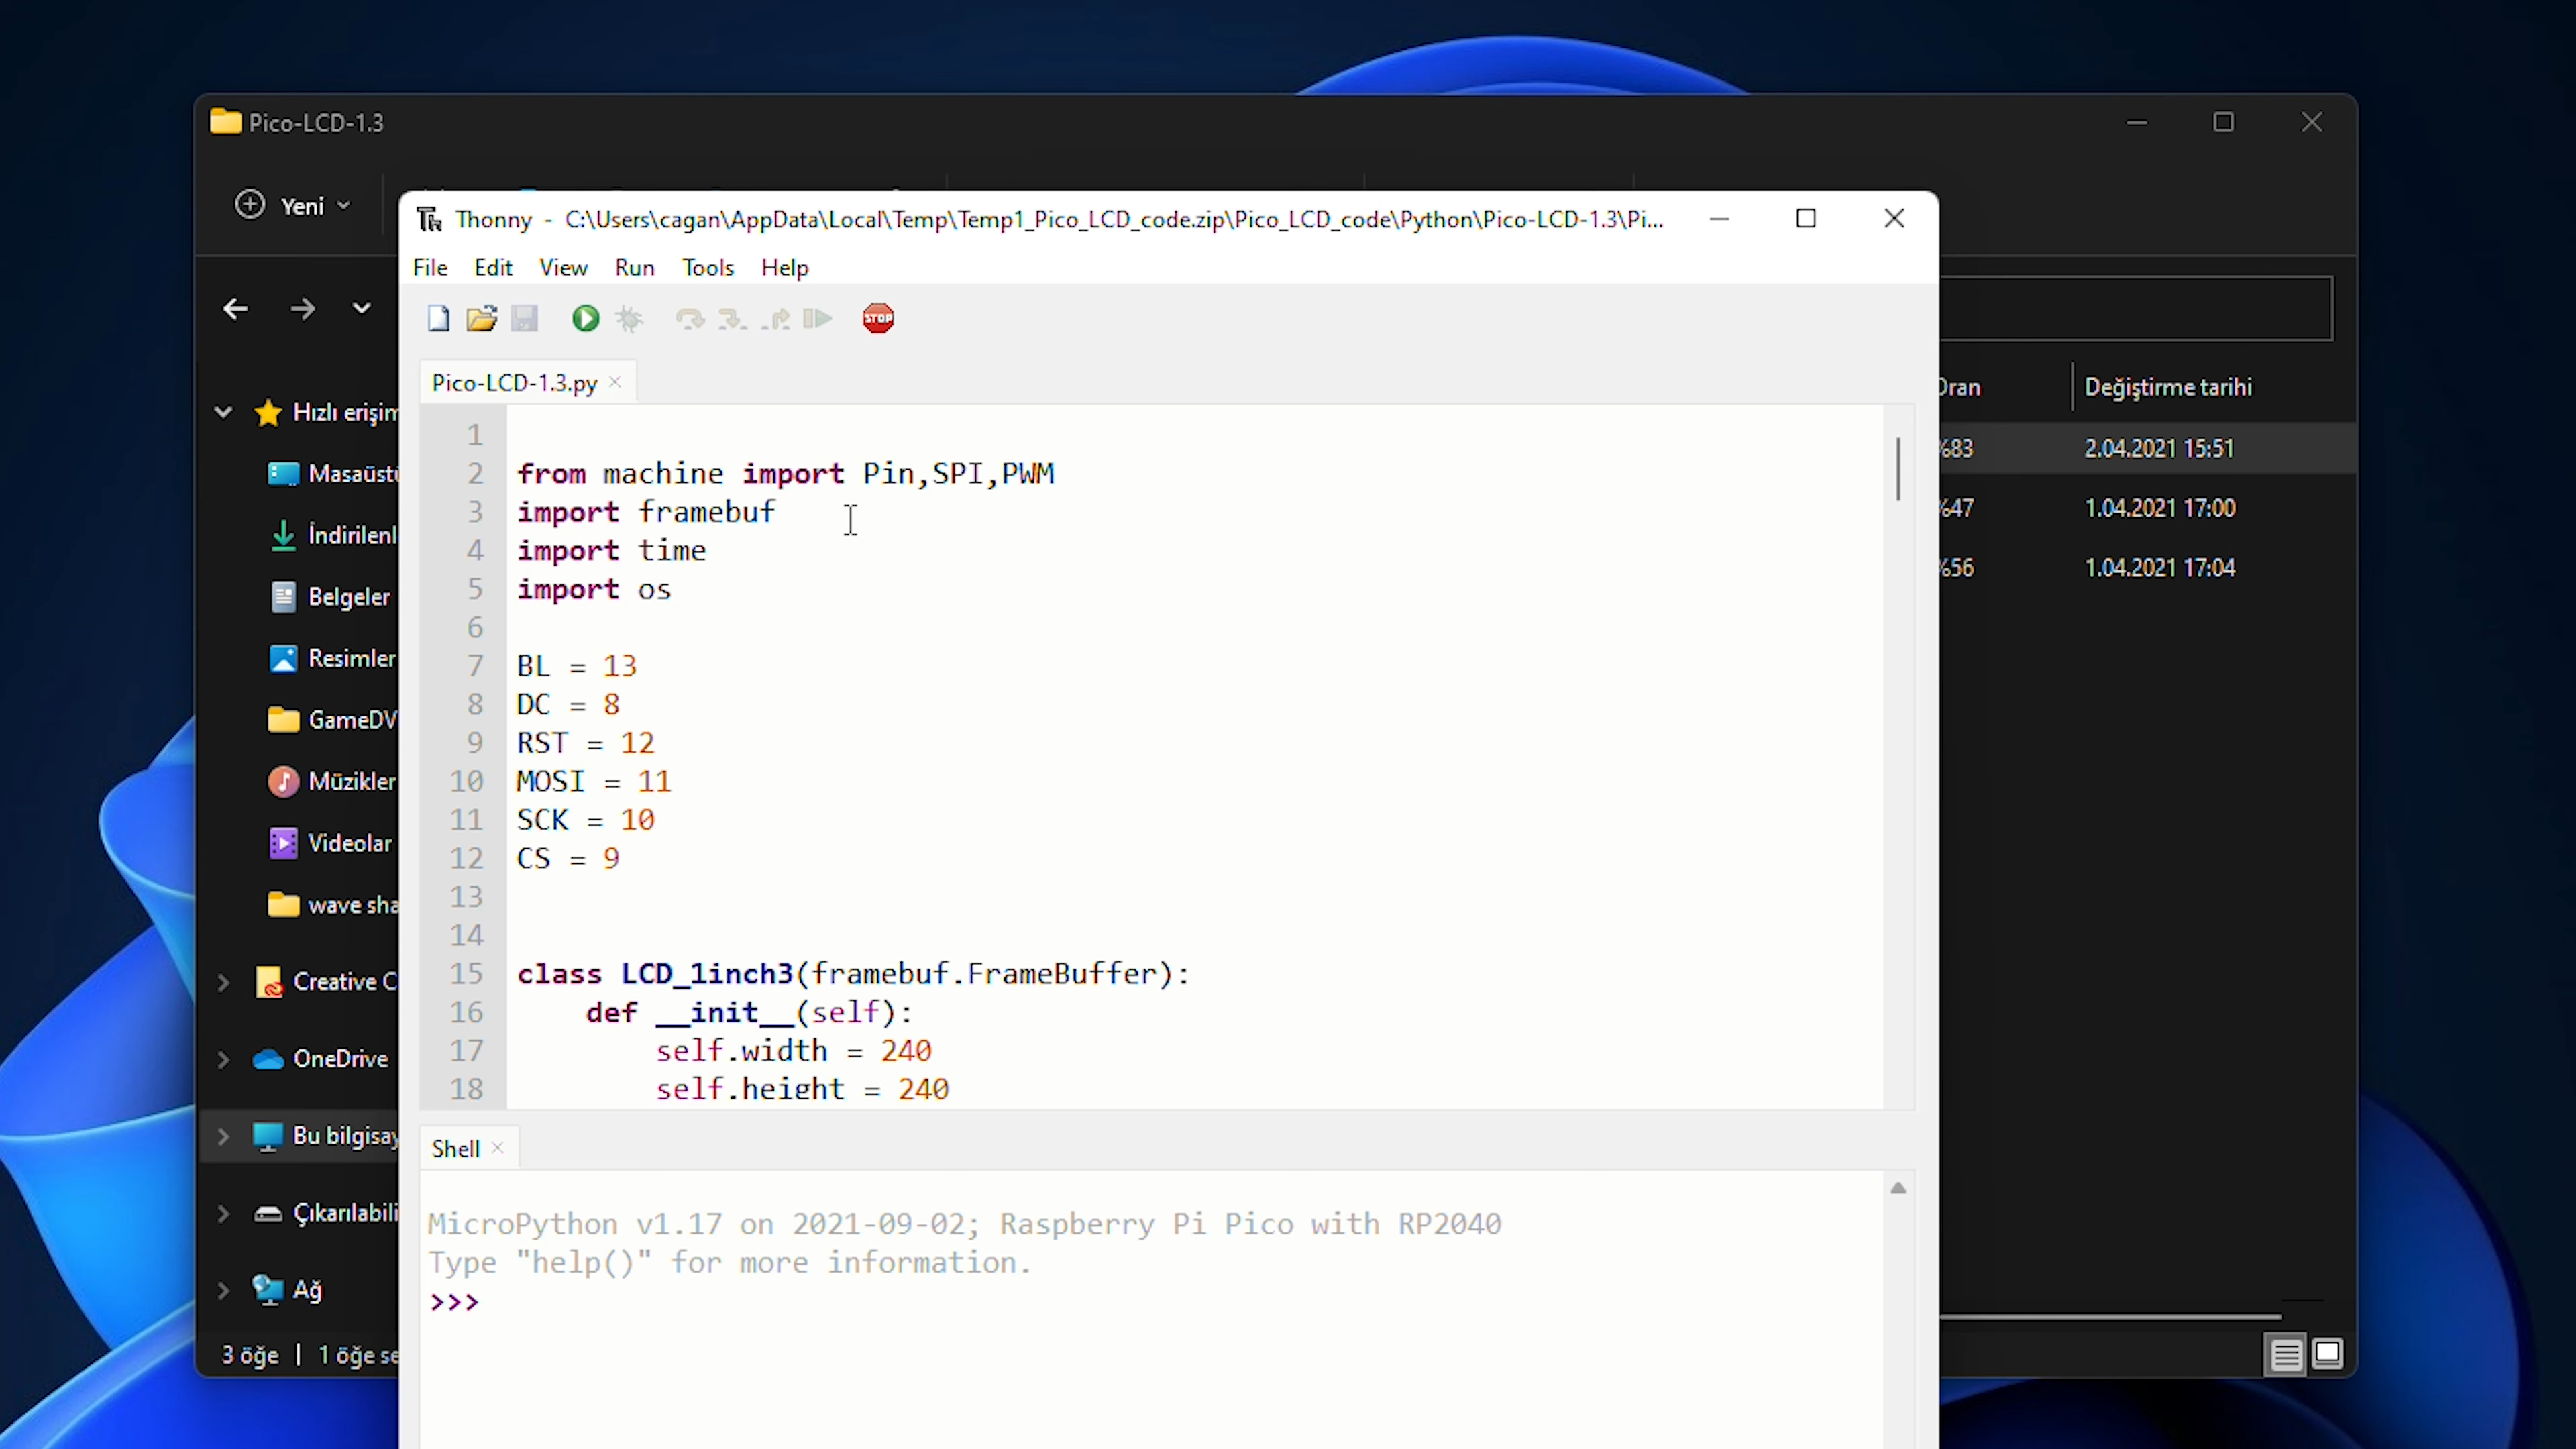 Pico-LCD-1.3
Yeni
Thonny - C:\Users\cagan\AppData\Local\Temp\Temp1_Pico_LCD_code.zip\Pico_LCD_code\Python\Pico-LCD-1.3\Pi...
File Edit View Run Tools Help
STOP
Pico-LCD-1.3.py
1
2 from machine import Pin,SPI,PWM
3 import framebuf
4 import time
5 import os
6
7 BL = 13
8 DC = 8
9 RST = 12
10 MOSI = 11
11 SCK = 10
12 CS = 9
13
14
15 class LCD_1inch3(framebuf.FrameBuffer):
16 def __init__(self):
17 self.width = 240
18 self.height = 240
Shell
MicroPython v1.17 on 2021-09-02; Raspberry Pi Pico with RP2040
Type "help()" for more information.
>>>
Hızlı erişim
Masaüstü
İndirilenl
Belgeler
Resimler
GameDV
Müzikler
Videolar
wave sha
Creative C
OneDrive
Bu bilgisay
Çıkarılabili
Ağ
3 öğe | 1 öğe se
Oran Değiştirme tarihi
%83 2.04.2021 15:51
%47 1.04.2021 17:00
%56 1.04.2021 17:04